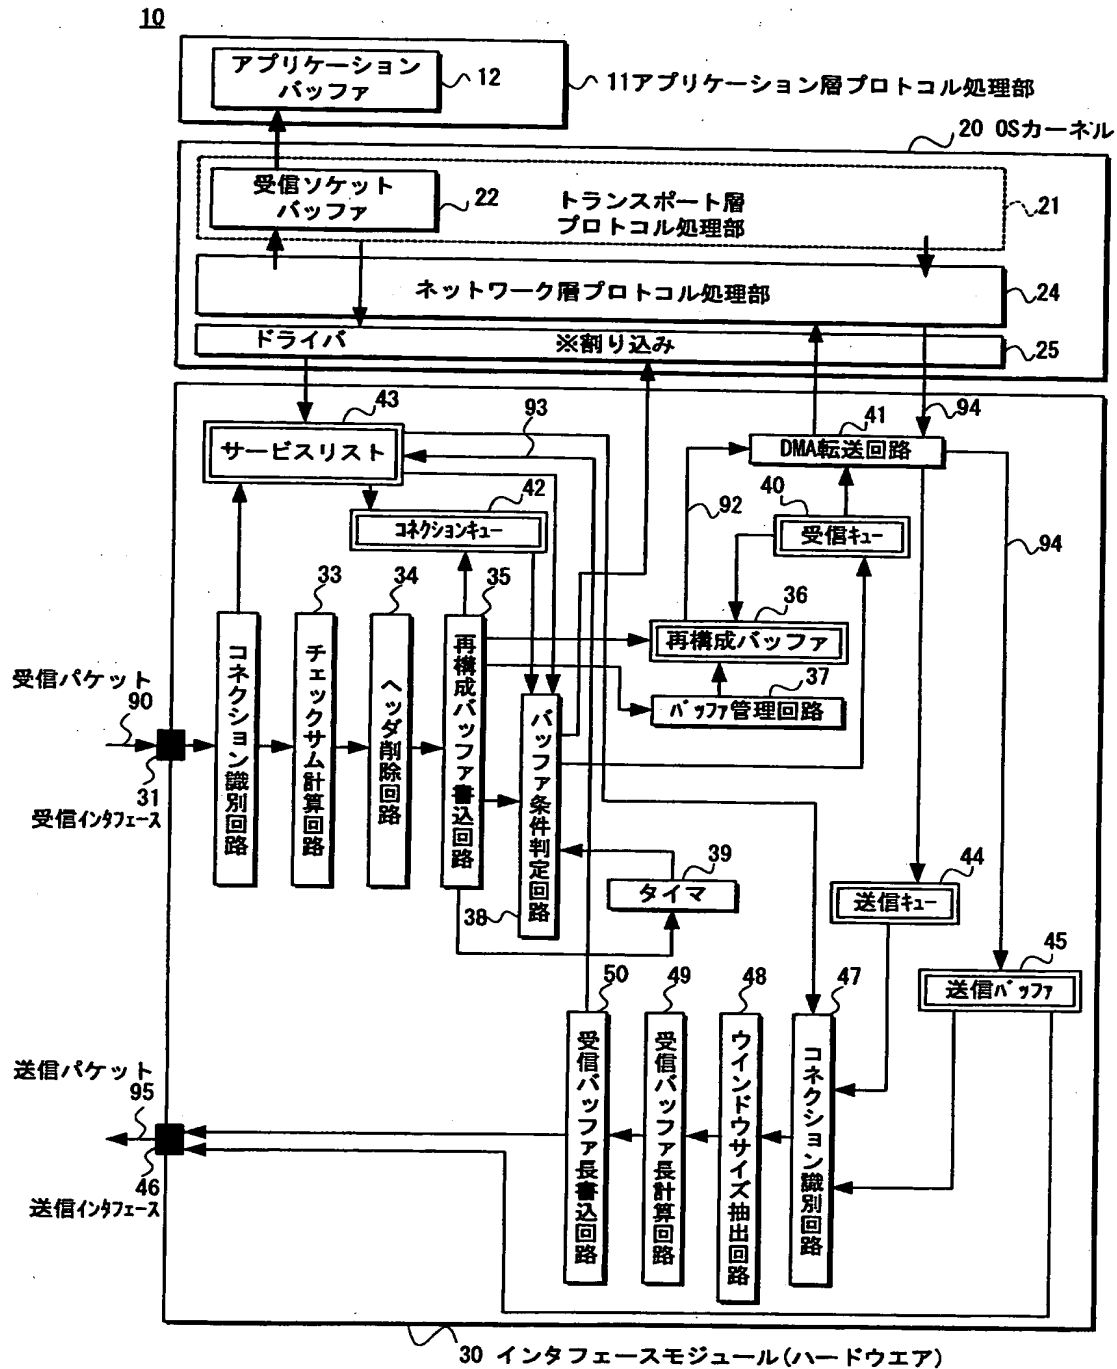 10
アプリケーション
バッファ
12
11アプリケーション層プロトコル処理部
20 OSカーネル
受信ソケット
バッファ
22
トランスポート層
プロトコル処理部
21
ネットワーク層プロトコル処理部
24
ドライバ
※割り込み
25
43
サービスリスト
93
41
94
DMA転送回路
42
コネクションキュー
92
40
受信キュー
94
33
34
35
36
再構成バッファ
37
バッファ管理回路
受信パケット
90
31
受信インタフェース
コネクション識別回路
チェックサム計算回路
ヘッダ削除回路
再構成バッファ書込回路
バッファ条件判定回路
38
39
タイマ
44
送信キュー
45
送信バッファ
50
49
48
47
受信バッファ長書込回路
受信バッファ長計算回路
ウインドウサイズ抽出回路
コネクション識別回路
送信パケット
95
46
送信インタフェース
30 インタフェースモジュール(ハードウエア)